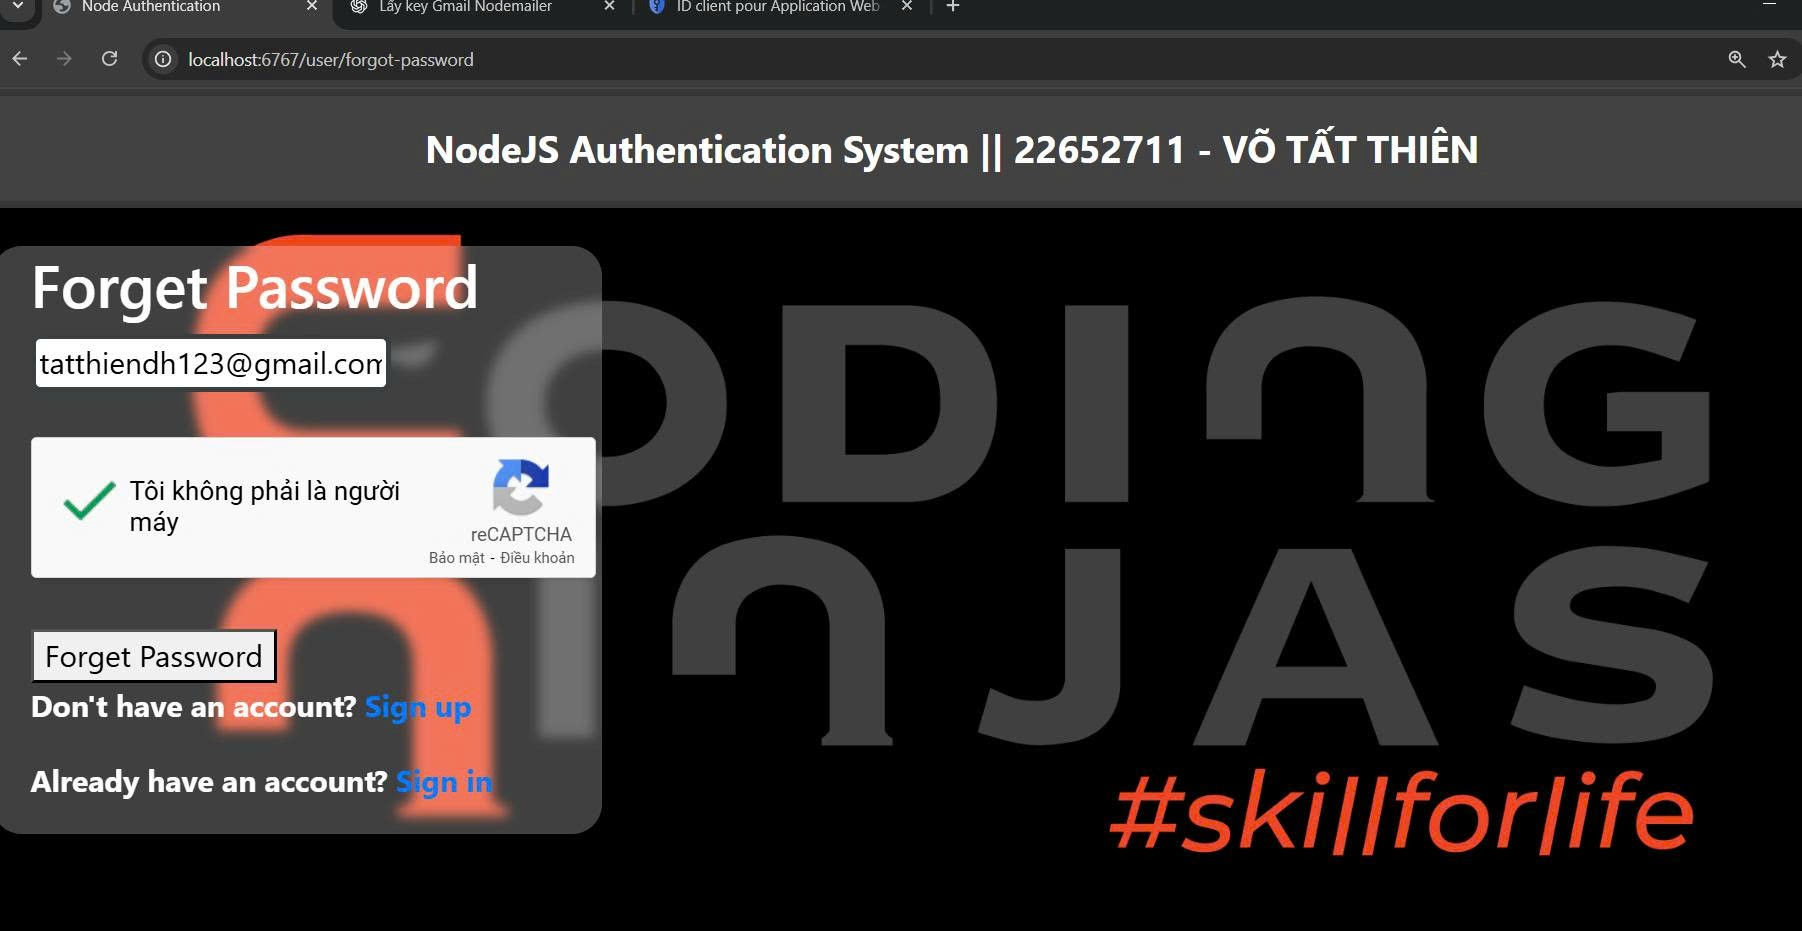 Node Authentication
Lấy key Gmail Nodemailer
ID client pour Application Web
localhost:6767/user/forgot-password
NodeJS Authentication System || 22652711 - VÕ TẤT THIÊN
Forget Password
tatthiendh123@gmail.com
Tôi không phải là người
máy
reCAPTCHA
Bảo mật - Điều khoản
Forget Password
Don't have an account? Sign up
Already have an account? Sign in
CODING
NINJAS
#skillforlife